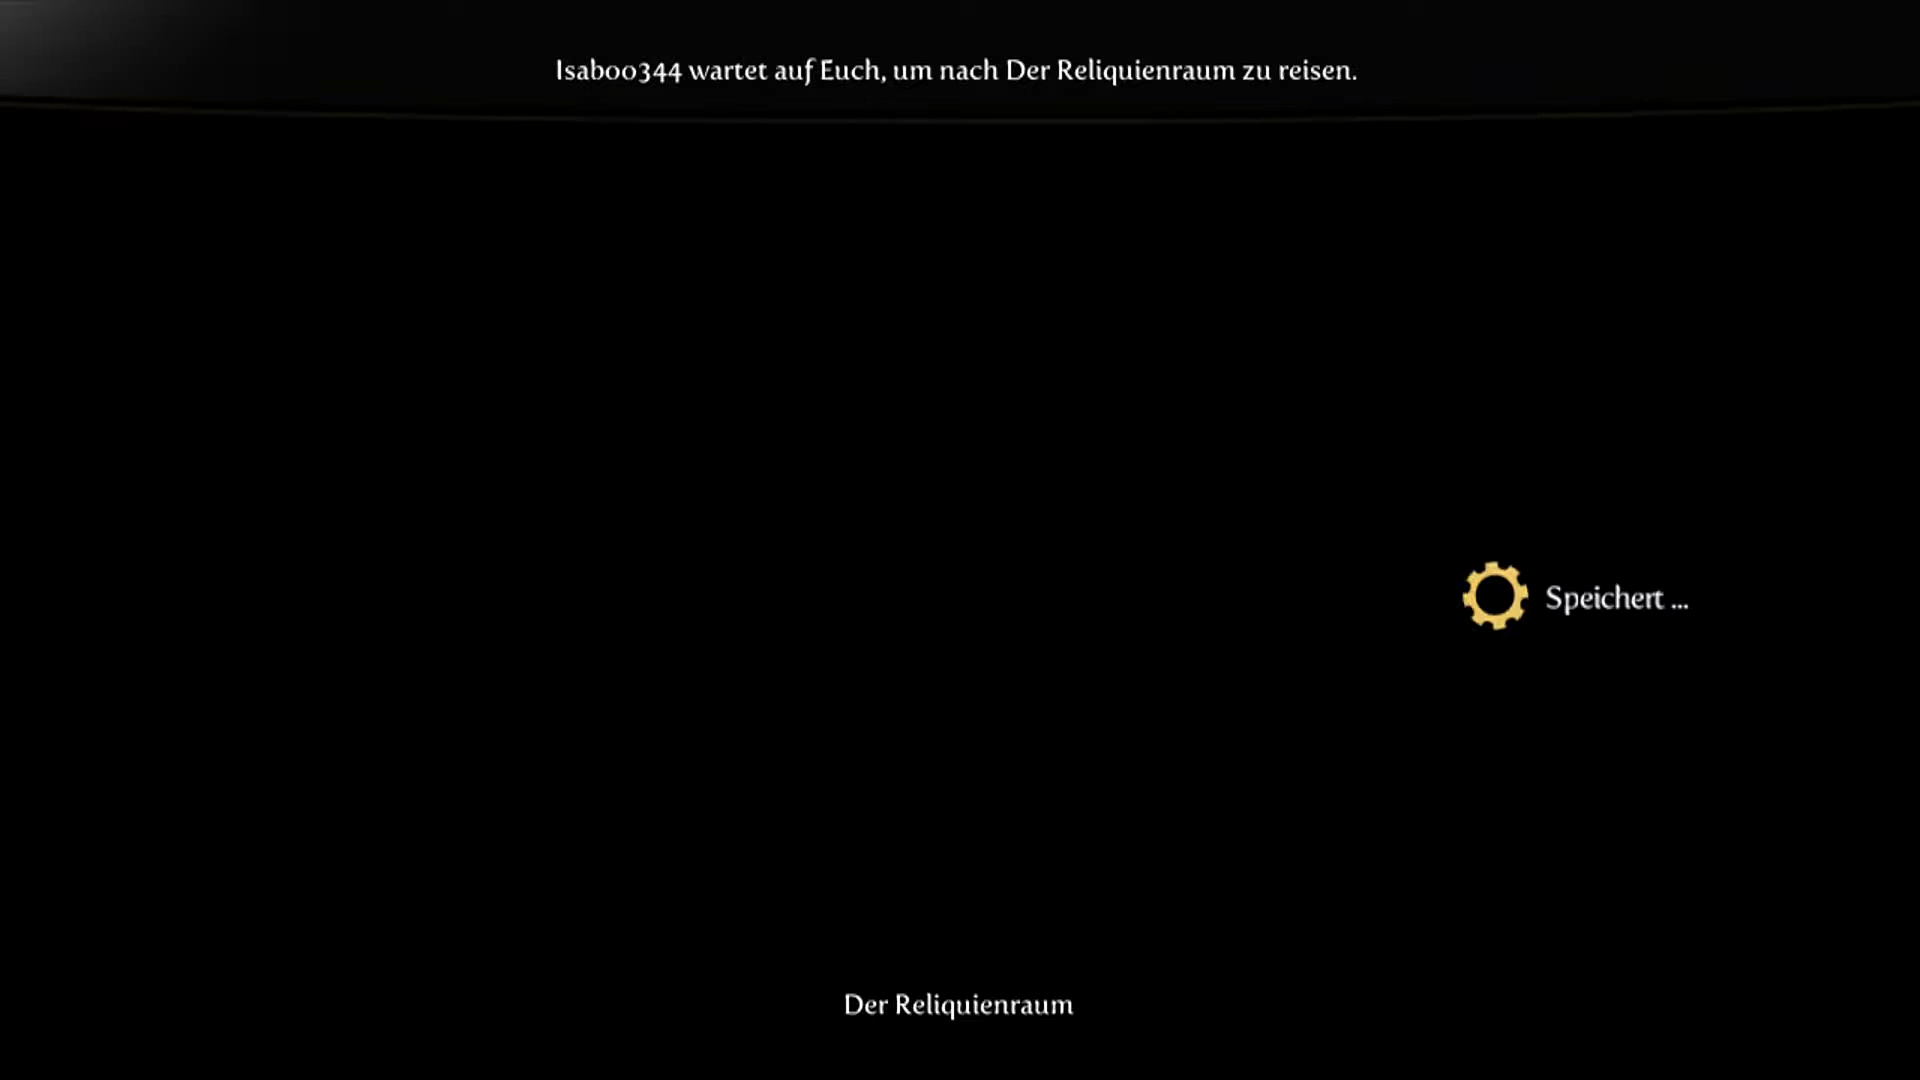 Isaboo344 wartet auf Euch, um nach Der Reliquienraum zu reisen.
Speichert ...
Der Reliquienraum